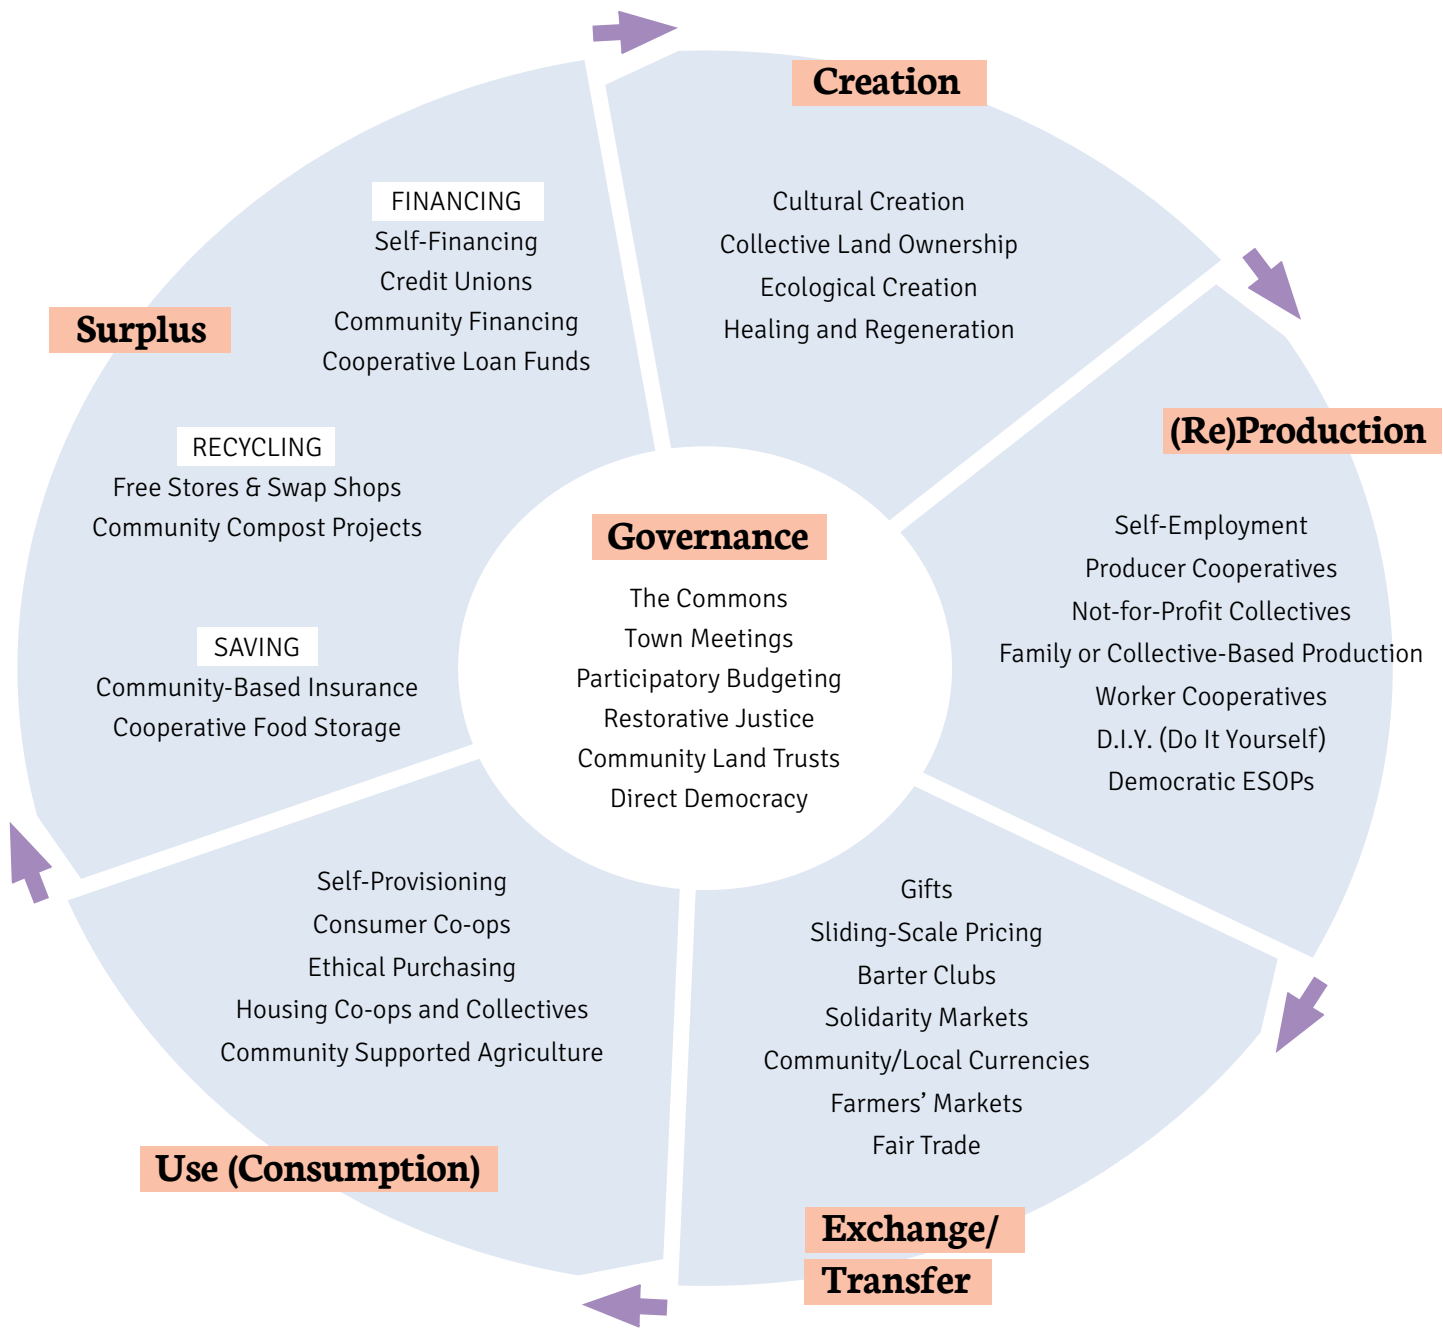 Creation
Cultural Creation
Collective Land Ownership
Ecological Creation
Healing and Regeneration
(Re)Production
Self-Employment
Producer Cooperatives
Not-for-Profit Collectives
Family or Collective-Based Production
Worker Cooperatives
D.I.Y. (Do It Yourself)
Democratic ESOPs
Exchange/
Transfer
Gifts
Sliding-Scale Pricing
Barter Clubs
Solidarity Markets
Community/Local Currencies
Farmers’ Markets
Fair Trade
Use (Consumption)
Self-Provisioning
Consumer Co-ops
Ethical Purchasing
Housing Co-ops and Collectives
Community Supported Agriculture
Surplus
FINANCING
Self-Financing
Credit Unions
Community Financing
Cooperative Loan Funds
RECYCLING
Free Stores & Swap Shops
Community Compost Projects
SAVING
Community-Based Insurance
Cooperative Food Storage
Governance
The Commons
Town Meetings
Participatory Budgeting
Restorative Justice
Community Land Trusts
Direct Democracy